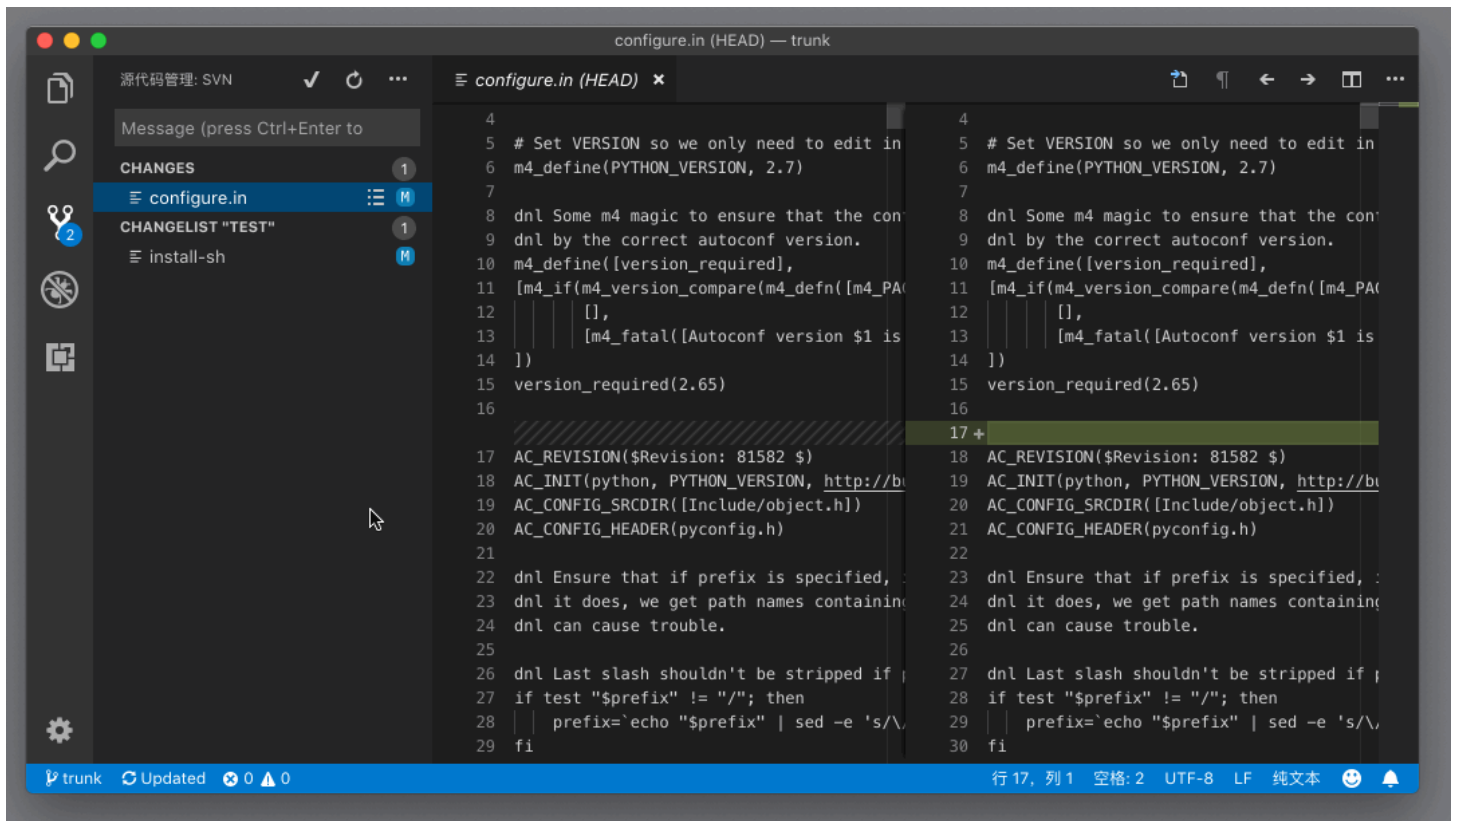 configure.in (HEAD) — trunk
源代码管理: SVN
configure.in (HEAD)
Message (press Ctrl+Enter to
CHANGES 1
configure.in M
CHANGELIST "TEST" 1
install-sh M
2
4
5 # Set VERSION so we only need to edit in
6 m4_define(PYTHON_VERSION, 2.7)
7
8 dnl Some m4 magic to ensure that the con
9 dnl by the correct autoconf version.
10 m4_define([version_required],
11 [m4_if(m4_version_compare(m4_defn([m4_PA
12 [],
13 [m4_fatal([Autoconf version $1 is
14 ])
15 version_required(2.65)
16
17 AC_REVISION($Revision: 81582 $)
18 AC_INIT(python, PYTHON_VERSION, http://bu
19 AC_CONFIG_SRCDIR([Include/object.h])
20 AC_CONFIG_HEADER(pyconfig.h)
21
22 dnl Ensure that if prefix is specified,
23 dnl it does, we get path names containing
24 dnl can cause trouble.
25
26 dnl Last slash shouldn't be stripped if p
27 if test "$prefix" != "/"; then
28 prefix=`echo "$prefix" | sed -e 's/\/
29 fi
4
5 # Set VERSION so we only need to edit in
6 m4_define(PYTHON_VERSION, 2.7)
7
8 dnl Some m4 magic to ensure that the con
9 dnl by the correct autoconf version.
10 m4_define([version_required],
11 [m4_if(m4_version_compare(m4_defn([m4_PA
12 [],
13 [m4_fatal([Autoconf version $1 is
14 ])
15 version_required(2.65)
16
17 +
18 AC_REVISION($Revision: 81582 $)
19 AC_INIT(python, PYTHON_VERSION, http://bu
20 AC_CONFIG_SRCDIR([Include/object.h])
21 AC_CONFIG_HEADER(pyconfig.h)
22
23 dnl Ensure that if prefix is specified,
24 dnl it does, we get path names containing
25 dnl can cause trouble.
26
27 dnl Last slash shouldn't be stripped if p
28 if test "$prefix" != "/"; then
29 prefix=`echo "$prefix" | sed -e 's/\/
30 fi
trunk Updated 0 0 行 17，列 1 空格: 2 UTF-8 LF 纯文本